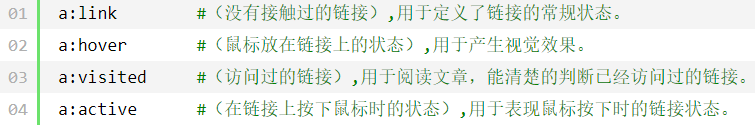 01 a:link #（没有接触过的链接）,用于定义了链接的常规状态。
02 a:hover #（鼠标放在链接上的状态）,用于产生视觉效果。
03 a:visited #（访问过的链接）,用于阅读文章，能清楚的判断已经访问过的链接。
04 a:active #（在链接上按下鼠标时的状态）,用于表现鼠标按下时的链接状态。